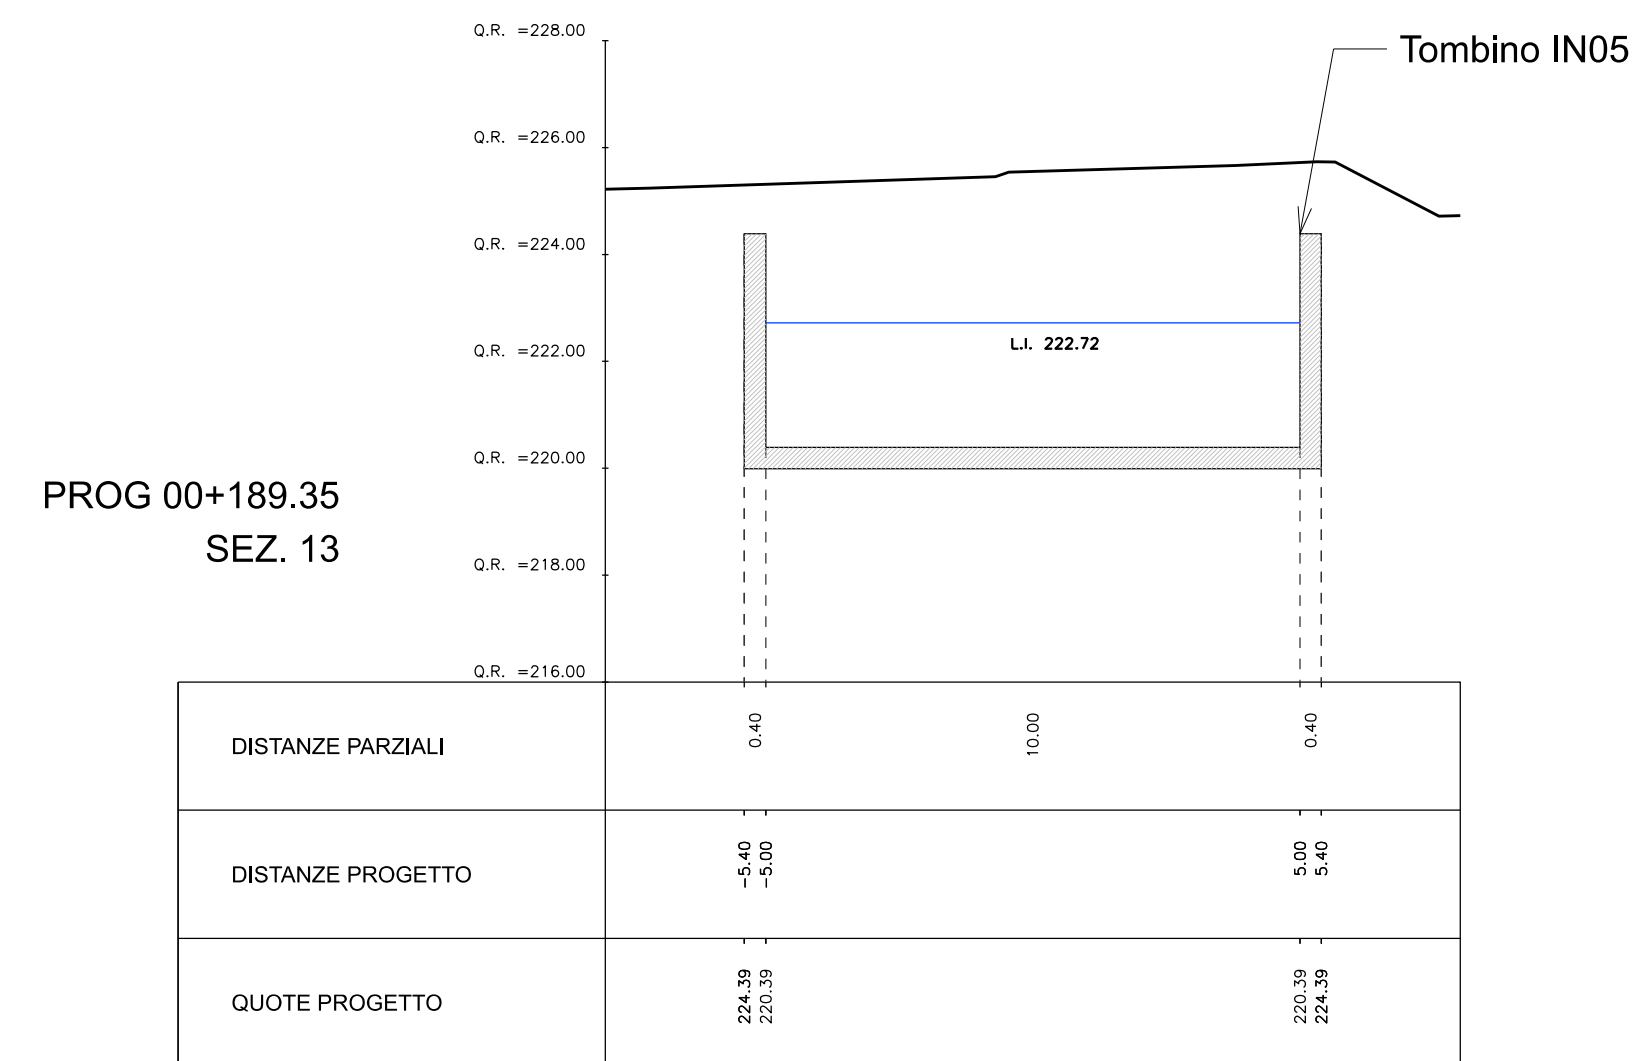 Q.R. =228.00
Tombino IN05
Q.R. =226.00
Q.R. =224.00
L.I. 222.72
Q.R. =222.00
Q.R. =220.00
PROG 00+189.35
SEZ. 13
Q.R. =218.00
Q.R. =216.00
DISTANZE PARZIALI
0.40
10.00
0.40
DISTANZE PROGETTO
-5.40
-5.00
5.00
5.40
QUOTE PROGETTO
224.39
220.39
220.39
224.39